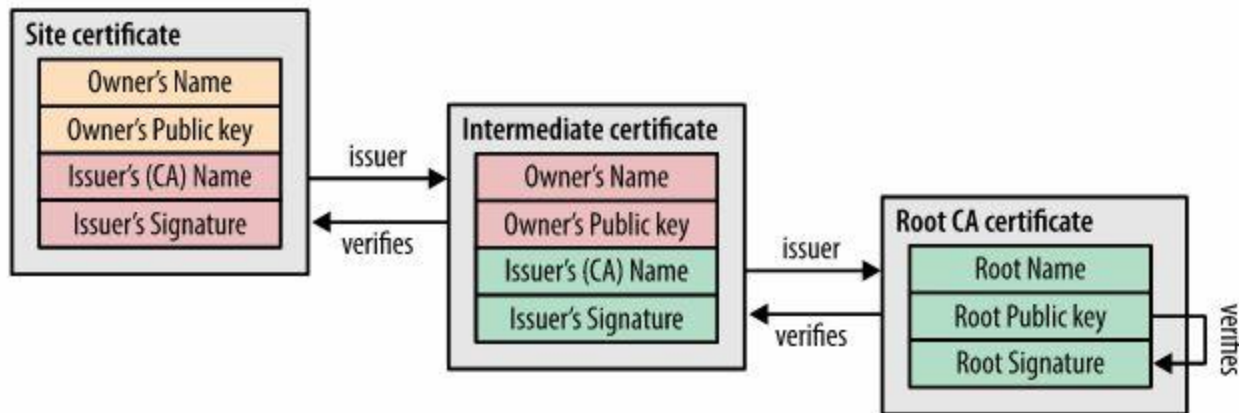 Site certificate
Owner's Name
Owner's Public key
Issuer's (CA) Name
Issuer's Signature
issuer
verifies
Intermediate certificate
Owner's Name
Owner's Public key
Issuer's (CA) Name
Issuer's Signature
issuer
verifies
Root CA certificate
Root Name
Root Public key
Root Signature
verifies